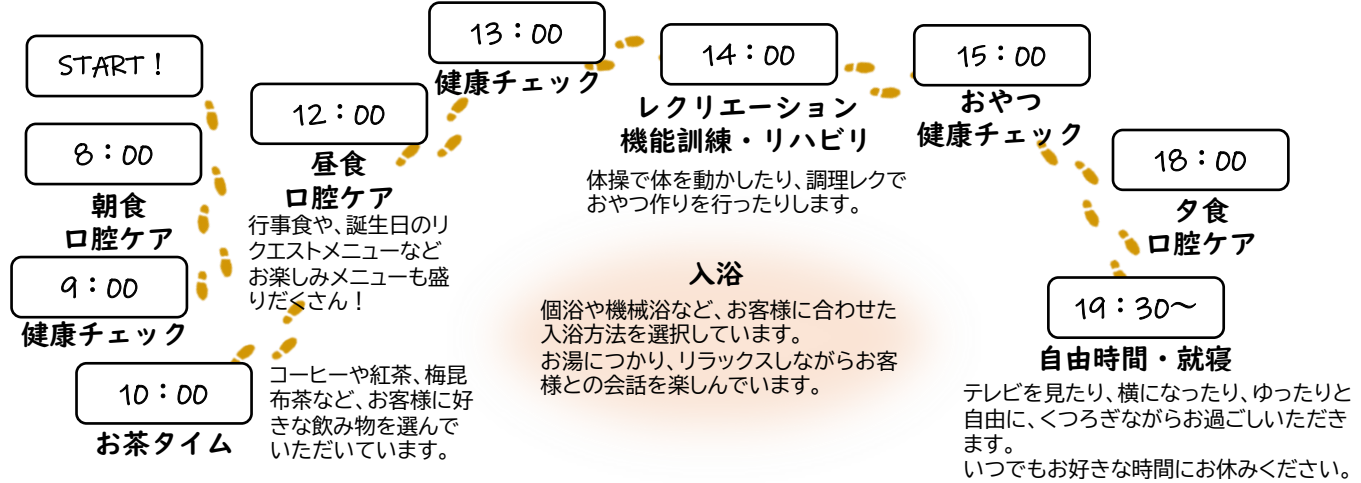 START！
8：00
朝食
口腔ケア
9：00
健康チェック
10：00
お茶タイム
コーヒーや紅茶、梅昆
布茶など、お客様に好
きな飲み物を選んで
いただいています。
12：00
昼食
口腔ケア
行事食や、誕生日のリ
クエストメニューなど
お楽しみメニューも盛
りだくさん！
13：00
健康チェック
14：00
レクリエーション
機能訓練・リハビリ
体操で体を動かしたり、調理レクで
おやつ作りを行ったりします。
入浴
個浴や機械浴など、お客様に合わせた
入浴方法を選択しています。
お湯につかり、リラックスしながらお客
様との会話を楽しんでいます。
15：00
おやつ
健康チェック
18：00
夕食
口腔ケア
19：30～
自由時間・就寝
テレビを見たり、横になったり、ゆったりと
自由に、くつろぎながらお過ごしいただき
ます。
いつでもお好きな時間にお休みください。